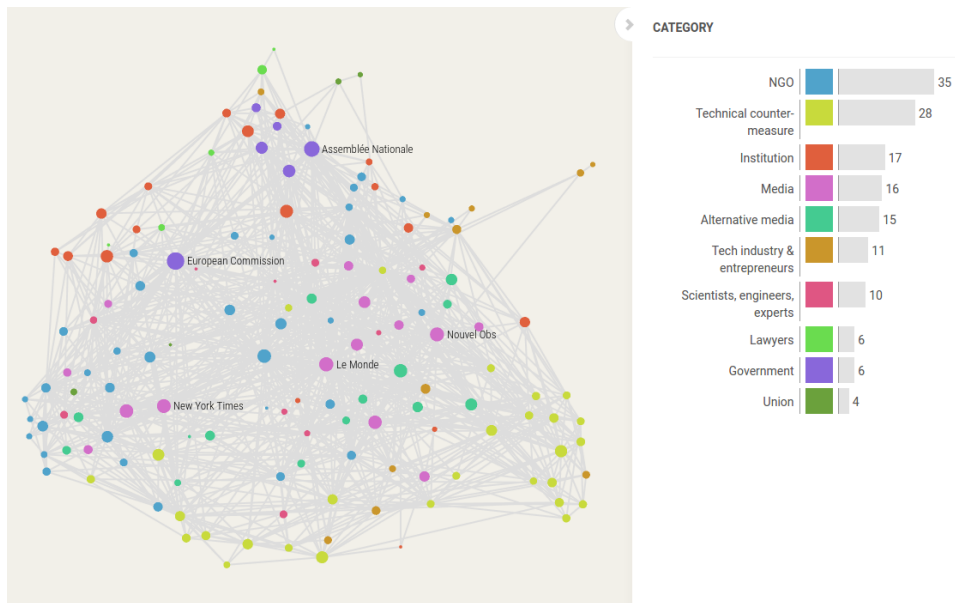 CATEGORY
NGO 35
Technical counter- 28
measure
Institution 17
Media 16
Alternative media 15
Tech industry & 11
entrepreneurs
Scientists, engineers, 10
experts
Lawyers 6
Government 6
Union 4
Assemblée Nationale
European Commission
Nouvel Obs
Le Monde
New York Times